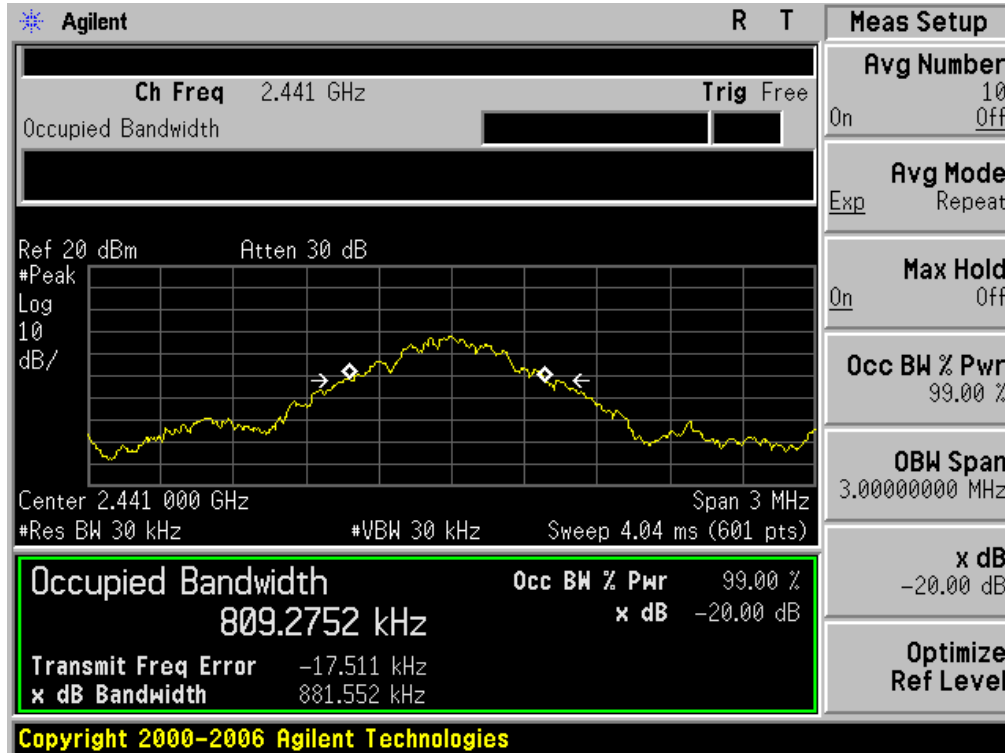 Agilent R T
Ch Freq 2.441 GHz Trig Free
Occupied Bandwidth
Ref 20 dBm Atten 30 dB
#Peak
Log
10
dB/
Center 2.441 000 GHz Span 3 MHz
#Res BW 30 kHz #VBW 30 kHz Sweep 4.04 ms (601 pts)
Occupied Bandwidth Occ BW % Pwr 99.00 %
809.2752 kHz x dB -20.00 dB
Transmit Freq Error -17.511 kHz
x dB Bandwidth 881.552 kHz
Copyright 2000-2006 Agilent Technologies
Meas Setup
Avg Number
10
On Off
Avg Mode
Exp Repeat
Max Hold
On Off
Occ BW % Pwr
99.00 %
OBW Span
3.00000000 MHz
x dB
-20.00 dB
Optimize
Ref Level